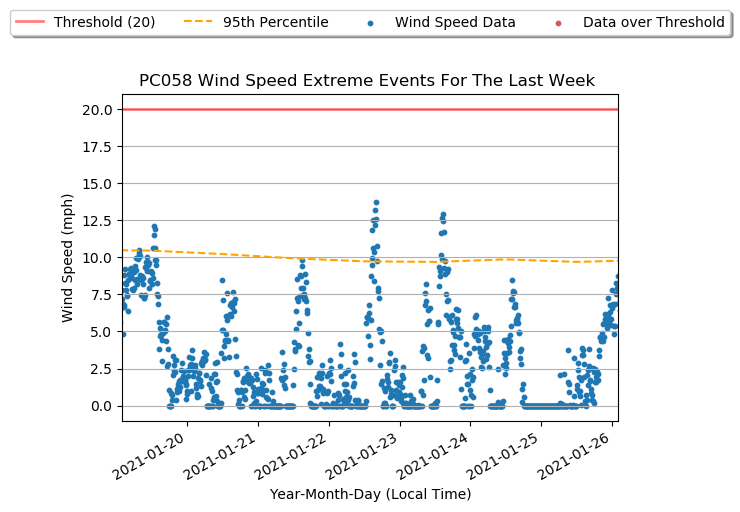 Threshold (20) 95th Percentile Wind Speed Data Data over Threshold
PC058 Wind Speed Extreme Events For The Last Week
20.0
17.5
15.0
12.5
10.0
7.5
5.0
2.5
0.0
Wind Speed (mph)
2021-01-20 2021-01-21 2021-01-22 2021-01-23 2021-01-24 2021-01-25 2021-01-26
Year-Month-Day (Local Time)